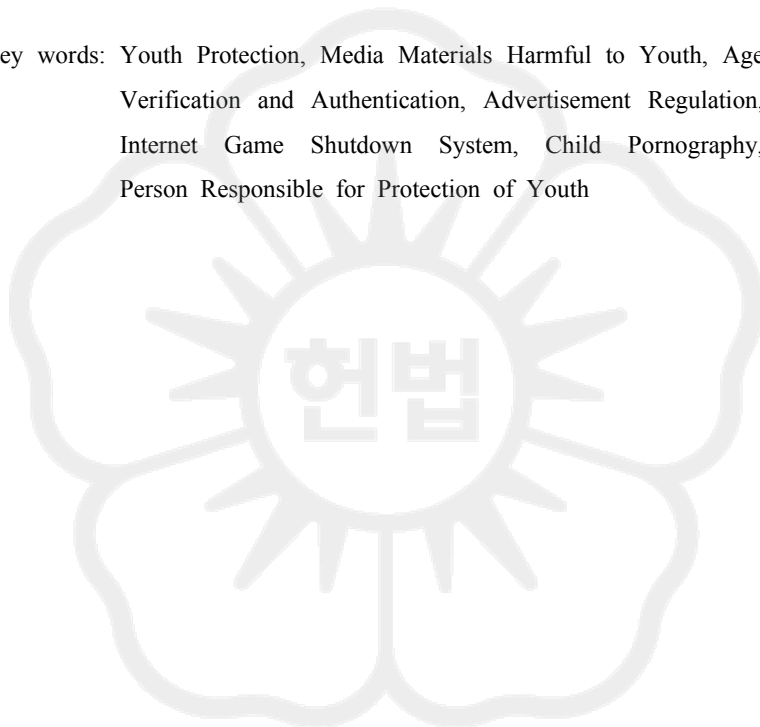 ey words: Youth Protection, Media Materials Harmful to Youth, Age
Verification and Authentication, Advertisement Regulation,
Internet Game Shutdown System, Child Pornography,
Person Responsible for Protection of Youth
헌법